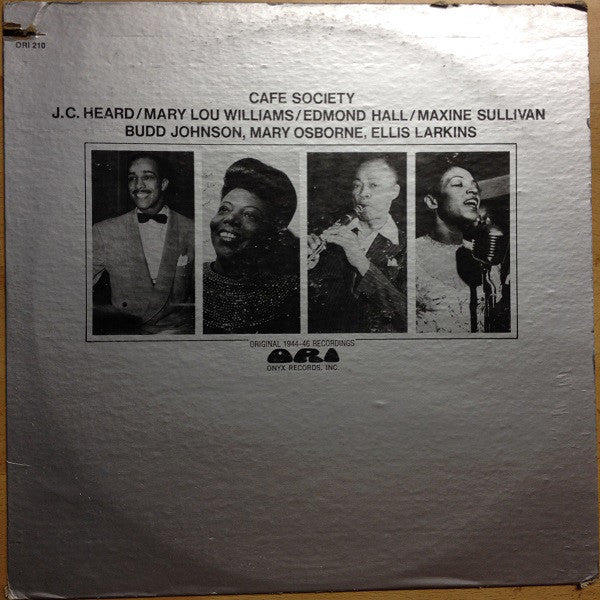 ORI 210
CAFE SOCIETY
J.C. HEARD/MARY LOU WILLIAMS/EDMOND HALL/MAXINE SULLIVAN
BUDD JOHNSON, MARY OSBORNE, ELLIS LARKINS
ORIGINAL 1944-46 RECORDINGS
ORI
ONYX RECORDS, INC.